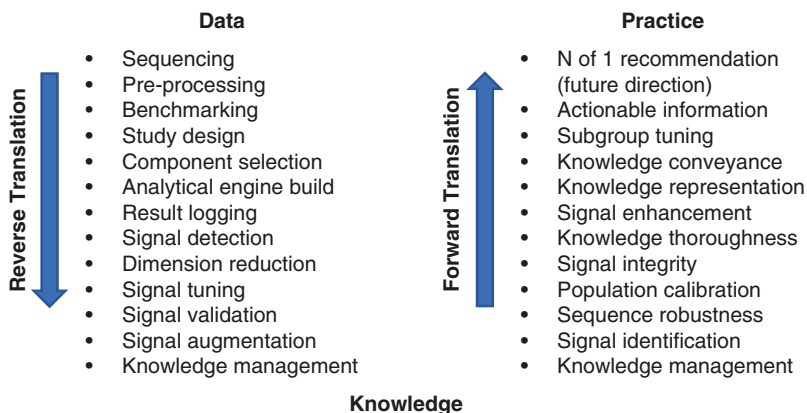 Data
Reverse Translation
• Sequencing
• Pre-processing
• Benchmarking
• Study design
• Component selection
• Analytical engine build
• Result logging
• Signal detection
• Dimension reduction
• Signal tuning
• Signal validation
• Signal augmentation
• Knowledge management
Practice
Forward Translation
• N of 1 recommendation
(future direction)
• Actionable information
• Subgroup tuning
• Knowledge conveyance
• Knowledge representation
• Signal enhancement
• Knowledge thoroughness
• Signal integrity
• Population calibration
• Sequence robustness
• Signal identification
• Knowledge management
Knowledge